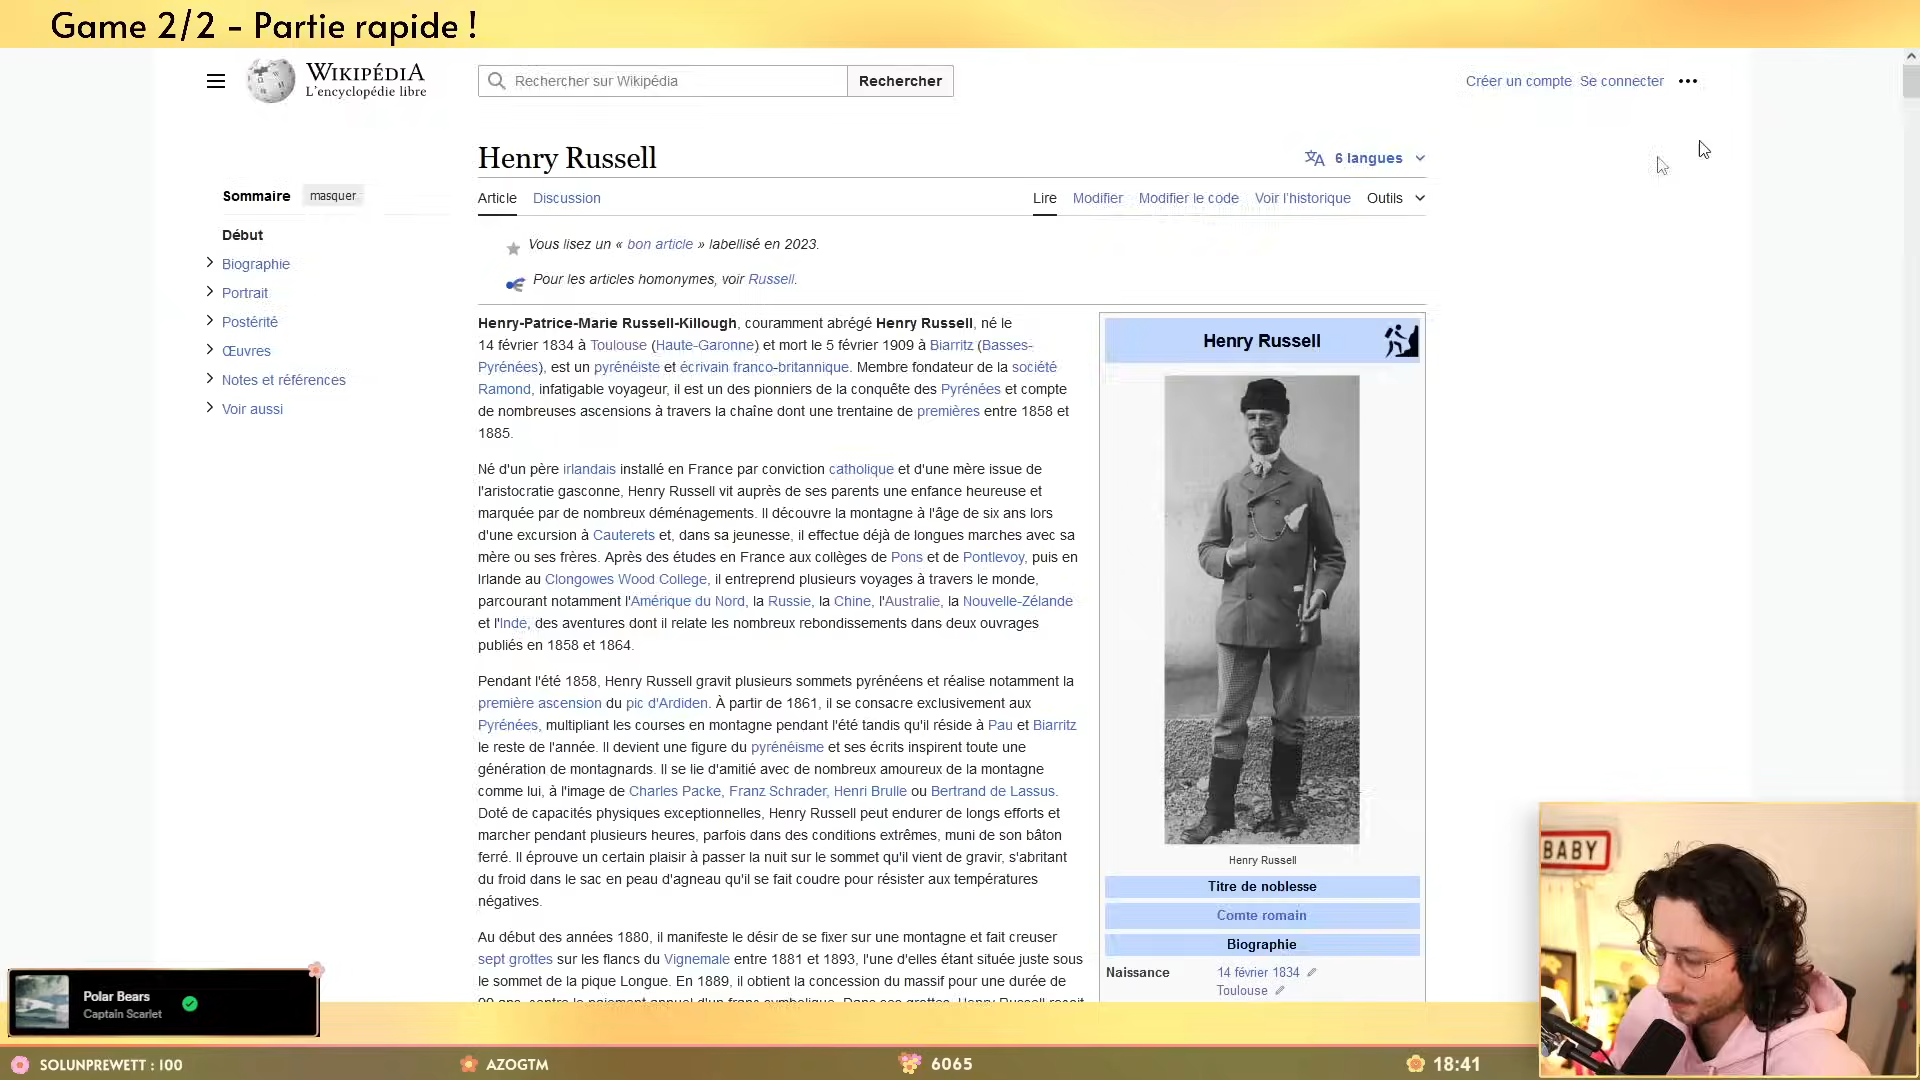 Game 2/2 - Partie rapide !
WIKIPÉDIA
L'encyclopédie libre
Rechercher sur Wikipédia
Rechercher
Créer un compte Se connecter
Henry Russell
6 langues
Sommaire masquer
Article Discussion
Lire Modifier Modifier le code Voir l'historique Outils
Début
Biographie
Portrait
Postérité
Œuvres
Notes et références
Voir aussi
Vous lisez un « bon article » labellisé en 2023.
Pour les articles homonymes, voir Russell.
Henry-Patrice-Marie Russell-Killough, couramment abrégé Henry Russell, né le
14 février 1834 à Toulouse (Haute-Garonne) et mort le 5 février 1909 à Biarritz (Basses-
Pyrénées), est un pyrénéiste et écrivain franco-britannique. Membre fondateur de la société
Ramond, infatigable voyageur, il est un des pionniers de la conquête des Pyrénées et compte
de nombreuses ascensions à travers la chaîne dont une trentaine de premières entre 1858 et
1885.
Né d'un père irlandais installé en France par conviction catholique et d'une mère issue de
l'aristocratie gasconne, Henry Russell vit auprès de ses parents une enfance heureuse et
marquée par de nombreux déménagements. Il découvre la montagne à l'âge de six ans lors
d'une excursion à Cauterets et, dans sa jeunesse, il effectue déjà de longues marches avec sa
mère ou ses frères. Après des études en France aux collèges de Pons et de Pontlevoy, puis en
Irlande au Clongowes Wood College, il entreprend plusieurs voyages à travers le monde,
parcourant notamment l'Amérique du Nord, la Russie, la Chine, l'Australie, la Nouvelle-Zélande
et l'Inde, des aventures dont il relate les nombreux rebondissements dans deux ouvrages
publiés en 1858 et 1864.
Pendant l'été 1858, Henry Russell gravit plusieurs sommets pyrénéens et réalise notamment la
première ascension du pic d'Ardiden. À partir de 1861, il se consacre exclusivement aux
Pyrénées, multipliant les courses en montagne pendant l'été tandis qu'il réside à Pau et Biarritz
le reste de l'année. Il devient une figure du pyrénéisme et ses écrits inspirent toute une
génération de montagnards. Il se lie d'amitié avec de nombreux amoureux de la montagne
comme lui, à l'image de Charles Packe, Franz Schrader, Henri Brulle ou Bertrand de Lassus.
Doté de capacités physiques exceptionnelles, Henry Russell peut endurer de longs efforts et
marcher pendant plusieurs heures, parfois dans des conditions extrêmes, muni de son bâton
ferré. Il éprouve un certain plaisir à passer la nuit sur le sommet qu'il vient de gravir, s'abritant
du froid dans le sac en peau d'agneau qu'il se fait coudre pour résister aux températures
négatives.
Au début des années 1880, il manifeste le désir de se fixer sur une montagne et fait creuser
sept grottes sur les flancs du Vignemale entre 1881 et 1893, l'une d'elles étant située juste sous
le sommet de la pique Longue. En 1889, il obtient la concession du massif pour une durée de
Henry Russell
Henry Russell
Titre de noblesse
Comte romain
Biographie
Naissance 14 février 1834
Toulouse
BABY
Polar Bears
Captain Scarlet
SOLUNPREWETT : 100
AZOGTM
6065
18:41